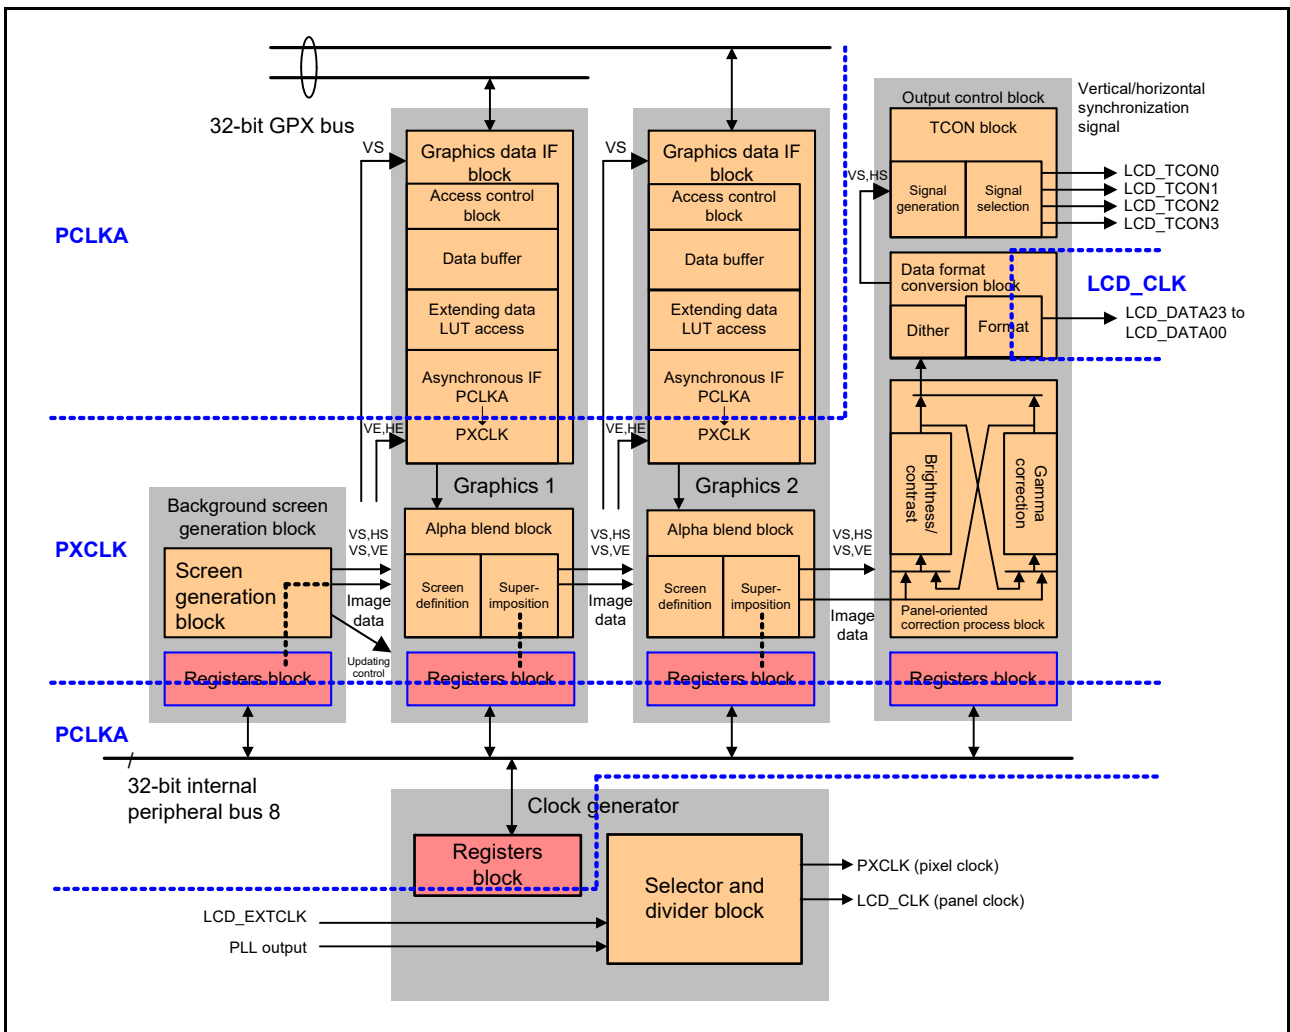 32-bit GPX bus
PCLKA
VS
Graphics data IF
block
Access control
block
Data buffer
Extending data
LUT access
Asynchronous IF
PCLKA
PXCLK
VE,HE
Graphics 1
VS
Graphics data IF
block
Access control
block
Data buffer
Extending data
LUT access
Asynchronous IF
PCLKA
PXCLK
VE,HE
Graphics 2
Output control block
TCON block
VS,HS
Signal
generation
Signal
selection
Vertical/horizontal
synchronization
signal
LCD_TCON0
LCD_TCON1
LCD_TCON2
LCD_TCON3
Data format
conversion block
Dither
Format
LCD_CLK
LCD_DATA23 to
LCD_DATA00
Brightness/
contrast
Gamma
correction
Panel-oriented
correction process block
PXCLK
Background screen
generation block
Screen
generation
block
VS,HS
VS,VE
Image
data
Updating
control
Alpha blend block
Screen
definition
Super-
imposition
VS,HS
VS,VE
Image
data
Alpha blend block
Screen
definition
Super-
imposition
VS,HS
VS,VE
Image
data
Registers block
Registers block
Registers block
Registers block
PCLKA
32-bit internal
peripheral bus 8
Clock generator
Registers
block
Selector and
divider block
LCD_EXTCLK
PLL output
PXCLK (pixel clock)
LCD_CLK (panel clock)